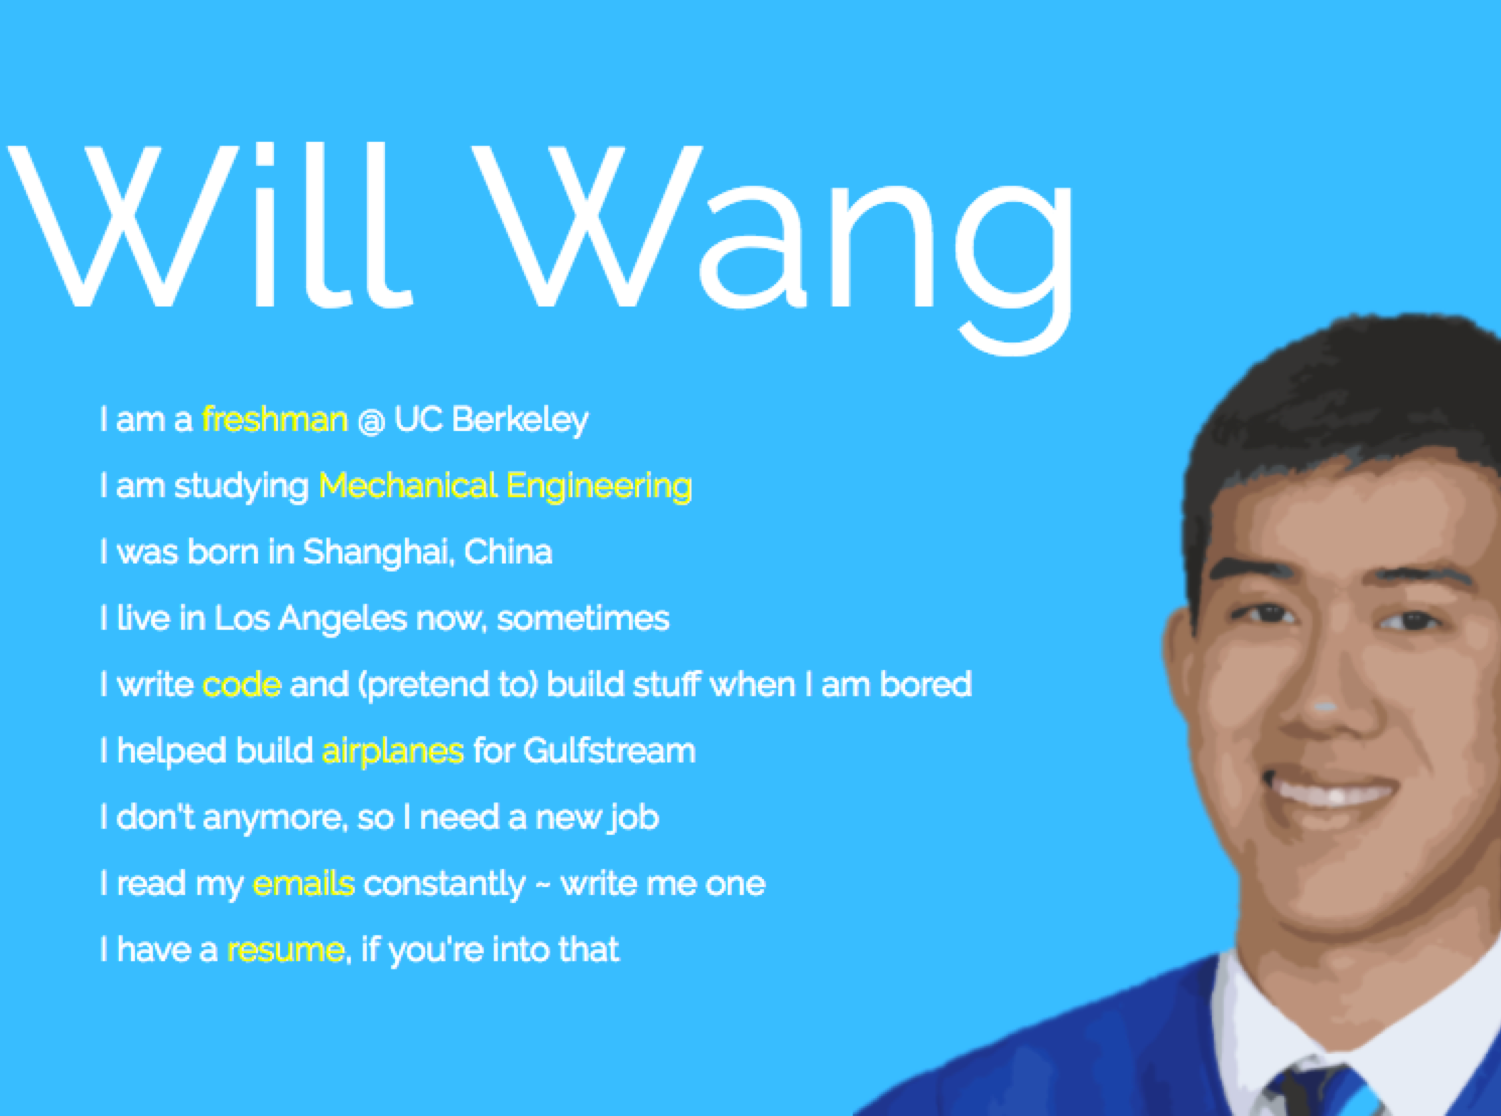 Will Wang
I am a freshman @ UC Berkeley
I am studying Mechanical Engineering
I was born in Shanghai, China
I live in Los Angeles now, sometimes
I write code and (pretend to) build stuff when I am bored
I helped build airplanes for Gulfstream
I don't anymore, so I need a new job
I read my emails constantly ~ write me one
I have a resume, if you're into that